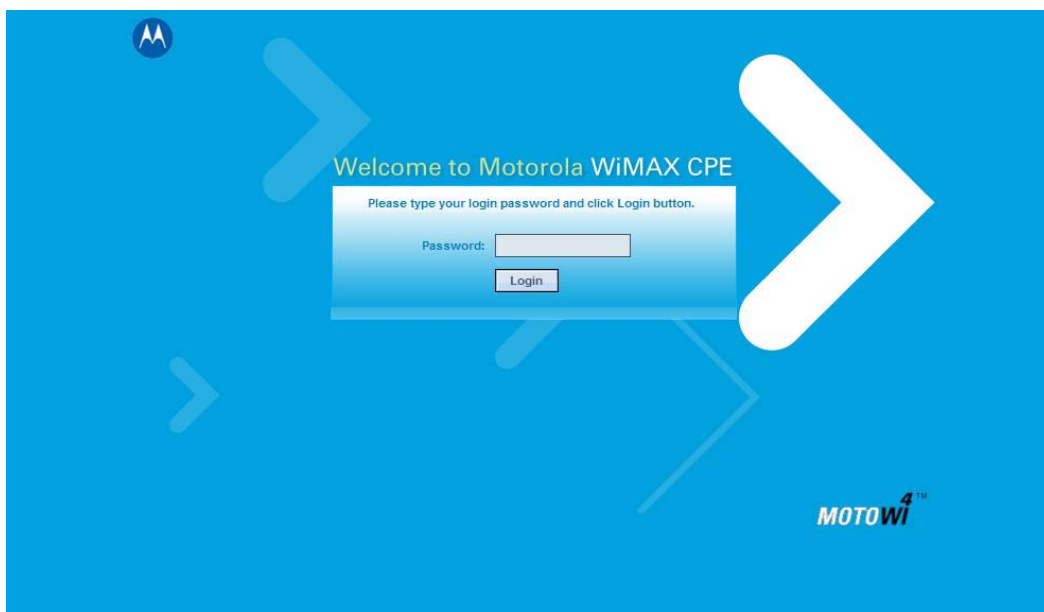 Welcome to Motorola WiMAX CPE
Please type your login password and click Login button.
Password:
Login
MOTOWI4™